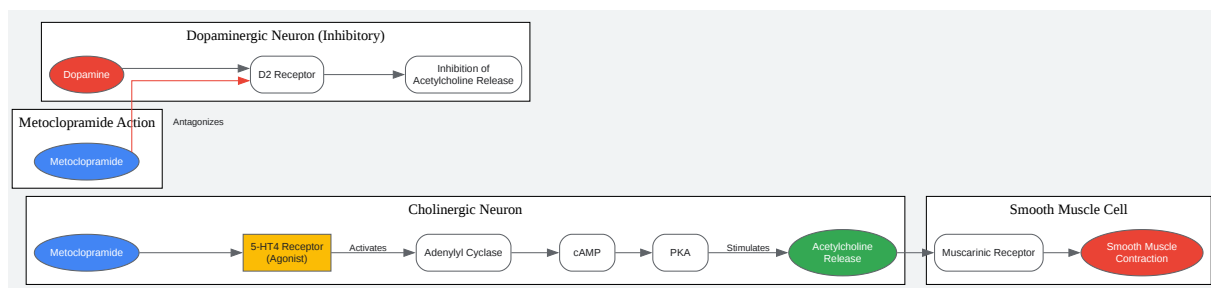 Dopaminergic Neuron (Inhibitory)
Dopamine
D2 Receptor
Inhibition of
Acetylcholine Release
Metoclopramide Action
Antagonizes
Metoclopramide
Cholinergic Neuron
Metoclopramide
5-HT4 Receptor
(Agonist)
Activates
Adenylyl Cyclase
cAMP
PKA
Stimulates
Acetylcholine
Release
Smooth Muscle Cell
Muscarinic Receptor
Smooth Muscle
Contraction